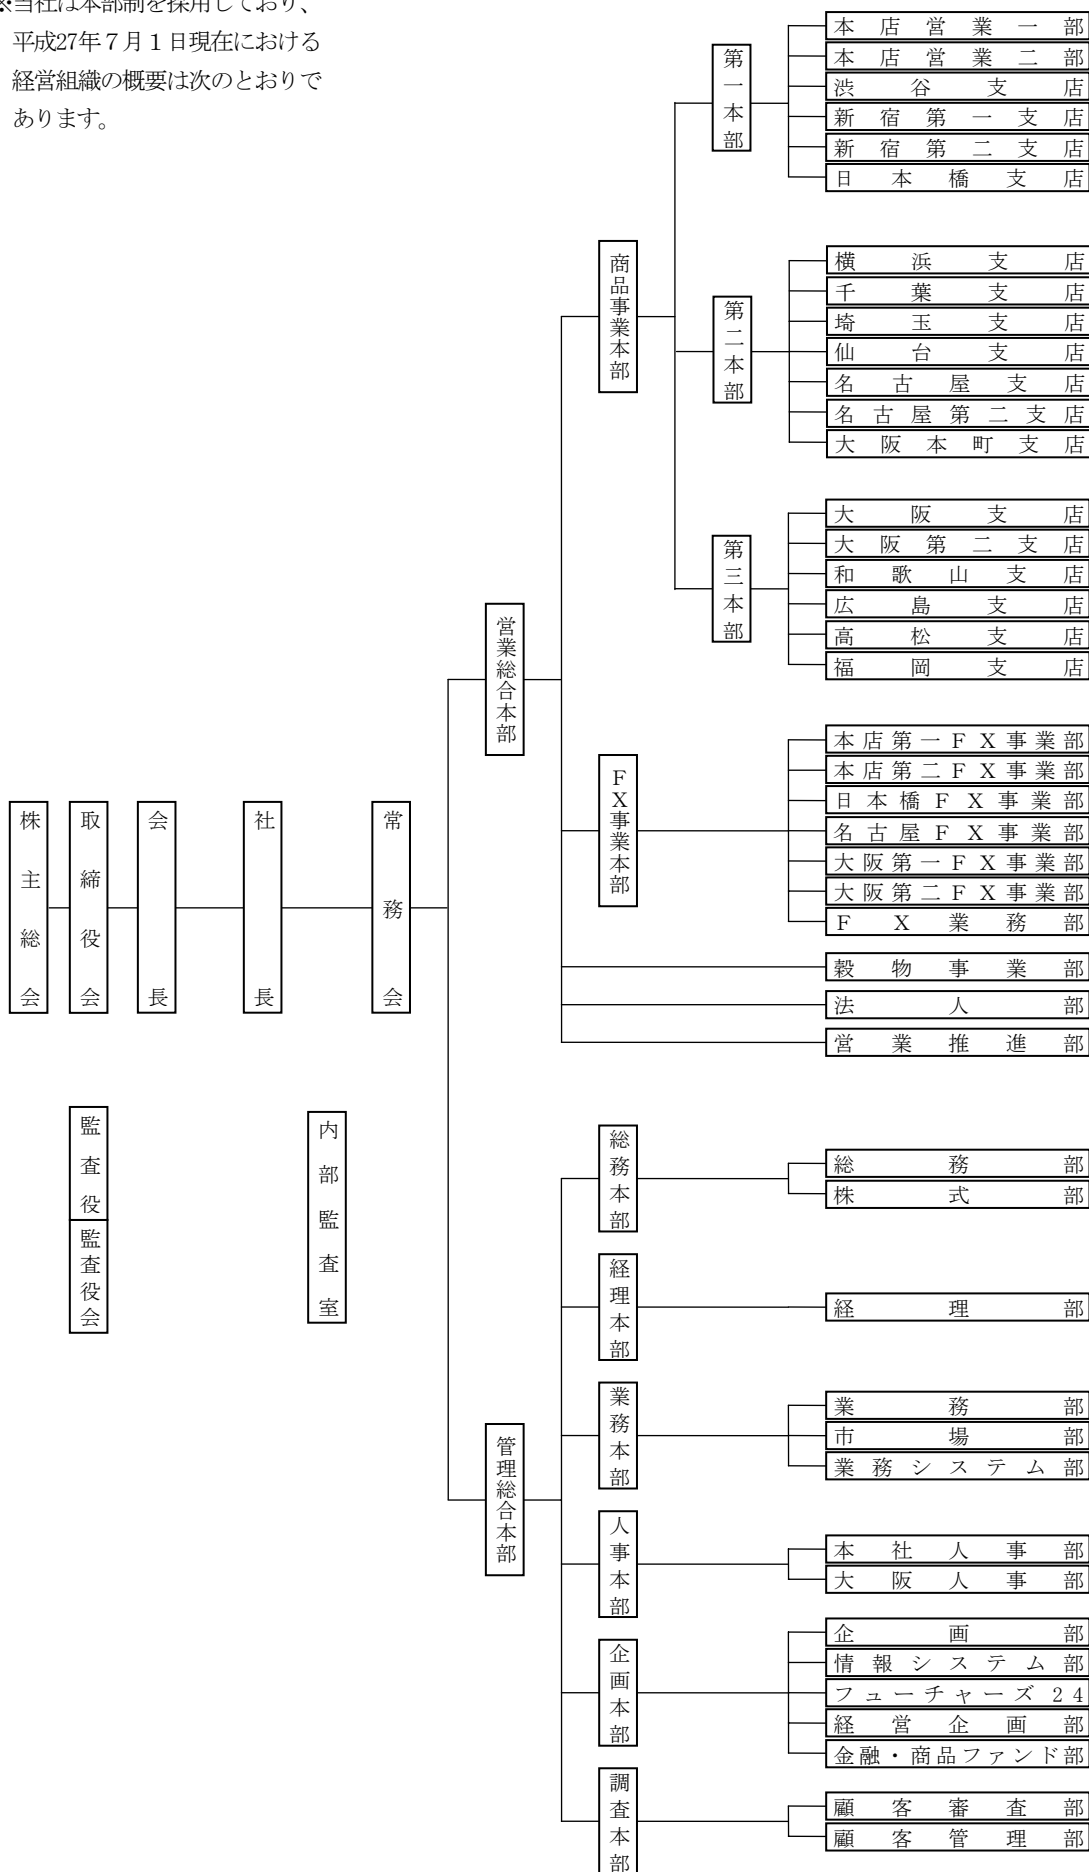 ※当社は本部制を採用しており、
平成27年７月１日現在における
経営組織の概要は次のとおりで
あります。
株主総会
取締役会
会長
社長
常務会
監査役
監査役会
内部監査室
営業総合本部
商品事業本部
第一本部
本店営業一部
本店営業二部
渋谷支店
新宿第一支店
新宿第二支店
日本橋支店
第二本部
横浜支店
千葉支店
埼玉支店
仙台支店
名古屋支店
名古屋第二支店
大阪本町支店
第三本部
大阪支店
大阪第二支店
和歌山支店
広島支店
高松支店
福岡支店
ＦＸ事業本部
本店第一ＦＸ事業部
本店第二ＦＸ事業部
日本橋ＦＸ事業部
名古屋ＦＸ事業部
大阪第一ＦＸ事業部
大阪第二ＦＸ事業部
ＦＸ業務部
穀物事業部
法人部
営業推進部
管理総合本部
総務本部
総務部
株式部
経理本部
経理部
業務本部
業務部
市場部
業務システム部
人事本部
本社人事部
大阪人事部
企画本部
企画部
情報システム部
フューチャーズ２４
経営企画部
金融・商品ファンド部
調査本部
顧客審査部
顧客管理部